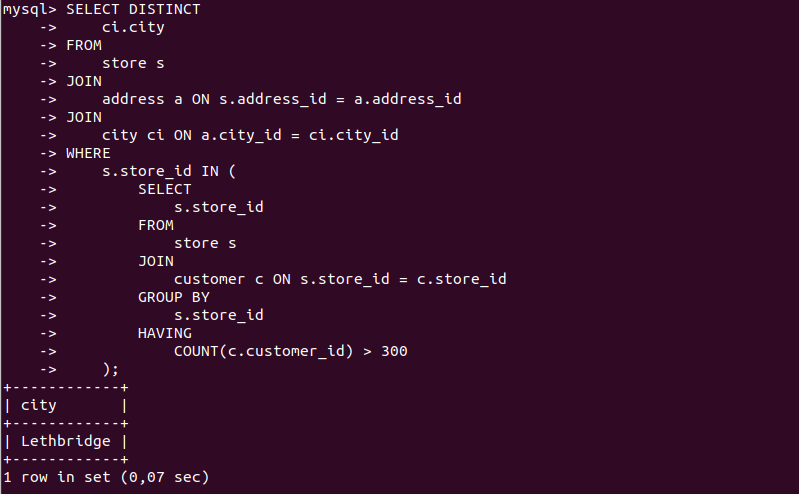 mysql> SELECT DISTINCT
    ->     ci.city
    -> FROM
    ->     store s
    -> JOIN
    ->     address a ON s.address_id = a.address_id
    -> JOIN
    ->     city ci ON a.city_id = ci.city_id
    -> WHERE
    ->     s.store_id IN (
    ->         SELECT
    ->             s.store_id
    ->         FROM
    ->             store s
    ->         JOIN
    ->             customer c ON s.store_id = c.store_id
    ->         GROUP BY
    ->             s.store_id
    ->         HAVING
    ->             COUNT(c.customer_id) > 300
    ->     );
+------------+
| city       |
+------------+
| Lethbridge |
+------------+
1 row in set (0,07 sec)